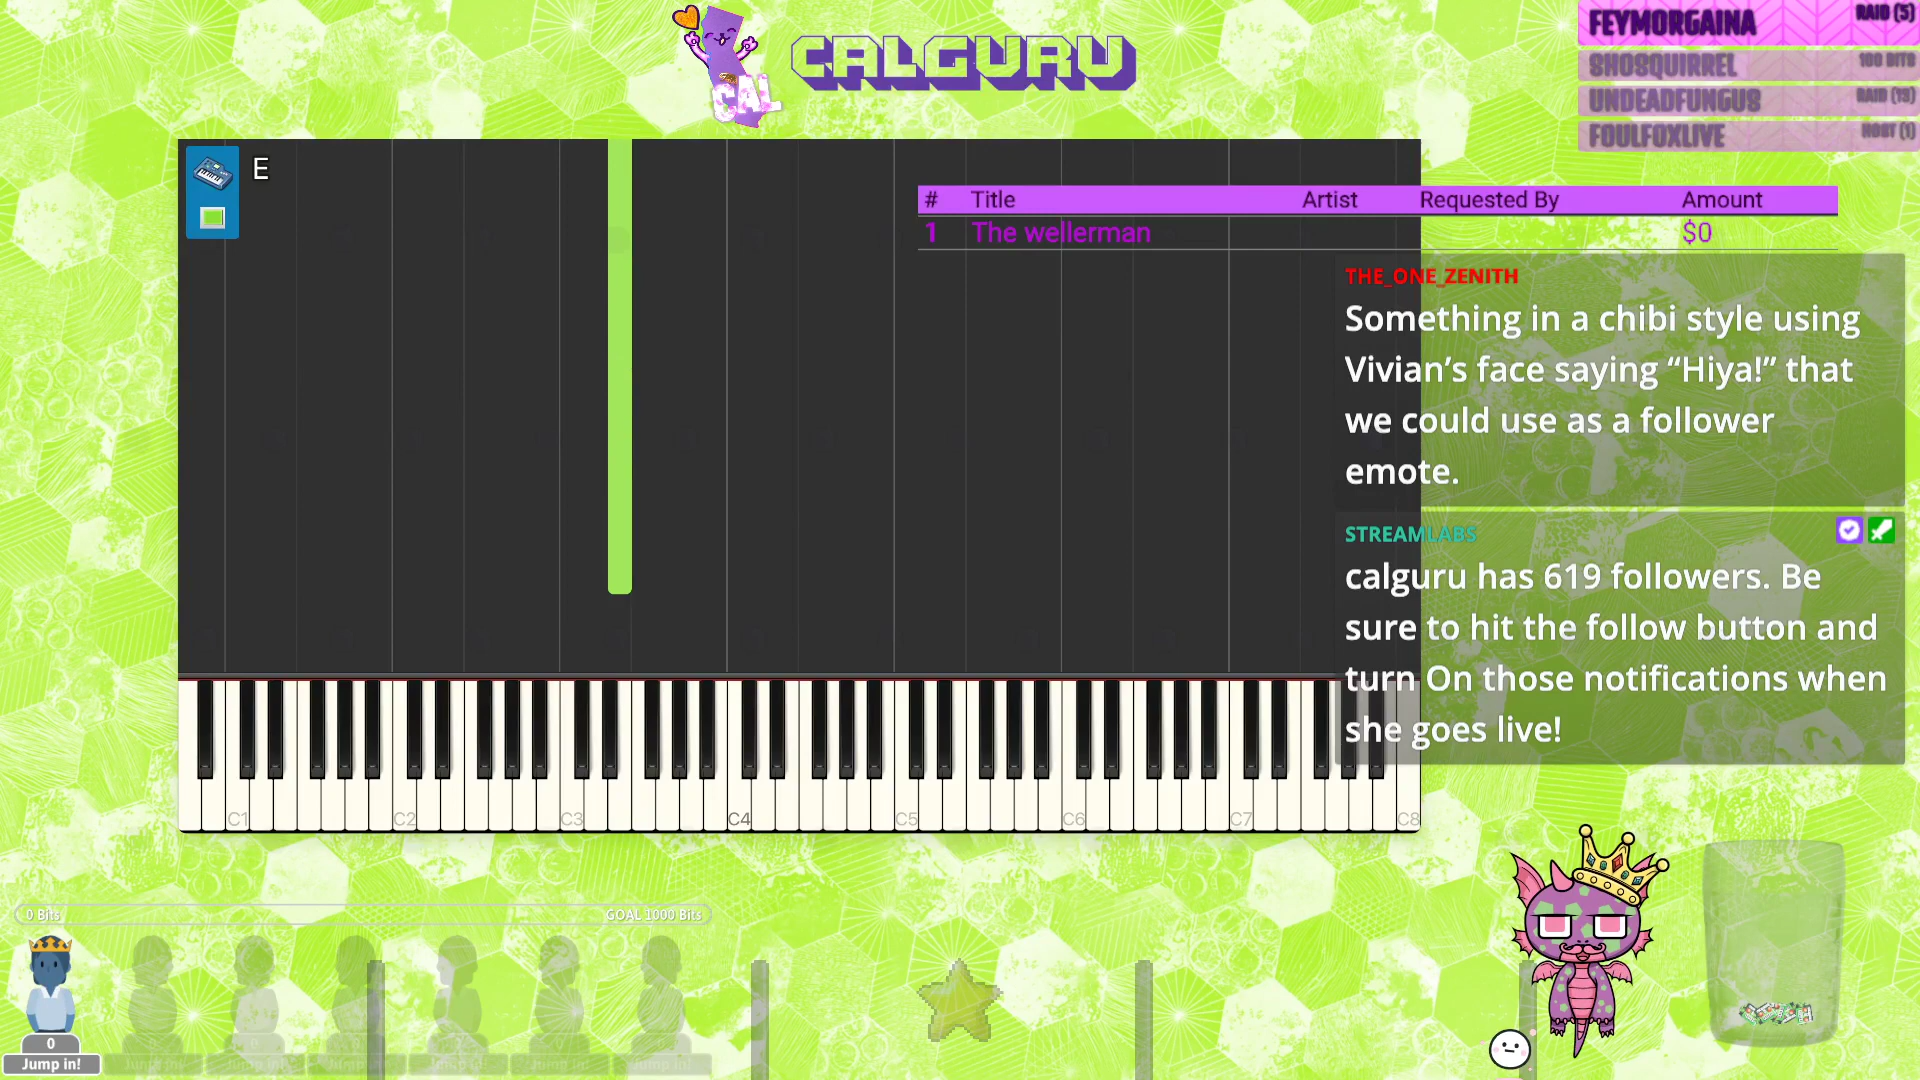 CAL
CALGURU
FEYMORGAINA RAID (5)
SHOSQUIRREL 100 BITS
UNDEADFUNGUS RAID (15)
FOULFOXLIVE HOST (1)
E
# Title Artist Requested By Amount
1 The wellerman $0
THE_ONE_ZENITH
Something in a chibi style using
Vivian’s face saying “Hiya!” that
we could use as a follower
emote.
STREAMLABS
calguru has 619 followers. Be
sure to hit the follow button and
turn On those notifications when
she goes live!
C1 C2 C3 C4 C5 C6 C7 C8
0 Bits GOAL 1000 Bits
0
Jump in!